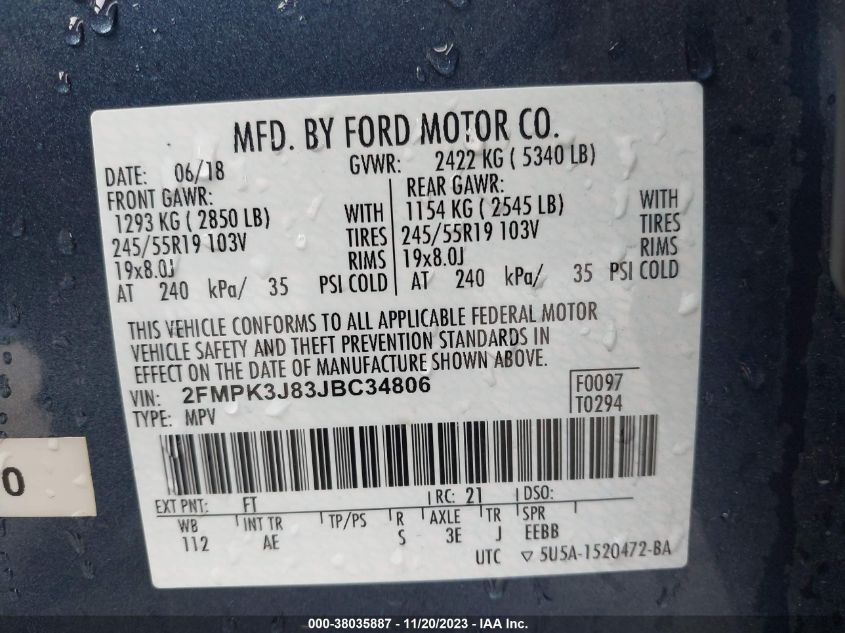 MFD. BY FORD MOTOR CO.
DATE: 06/18 GVWR: 2422 KG ( 5340 LB)
FRONT GAWR: REAR GAWR:
1293 KG ( 2850 LB) WITH 1154 KG ( 2545 LB) WITH
245/55R19 103V TIRES 245/55R19 103V TIRES
19x8.0J RIMS 19x8.0J RIMS
AT 240 kPa/ 35 PSI COLD AT 240 kPa/ 35 PSI COLD
THIS VEHICLE CONFORMS TO ALL APPLICABLE FEDERAL MOTOR
VEHICLE SAFETY AND THEFT PREVENTION STANDARDS IN
EFFECT ON THE DATE OF MANUFACTURE SHOWN ABOVE.
VIN: 2FMPK3J83JBC34806 F0097
TYPE: MPV T0294
EXT PNT: FT RC: 21 DSO:
WB INT TR TP/PS R AXLE TR SPR
112 AE S 3E J EEBB
UTC ▽ 5U5A-1520472-BA
0
000-38035887 - 11/20/2023 - IAA Inc.